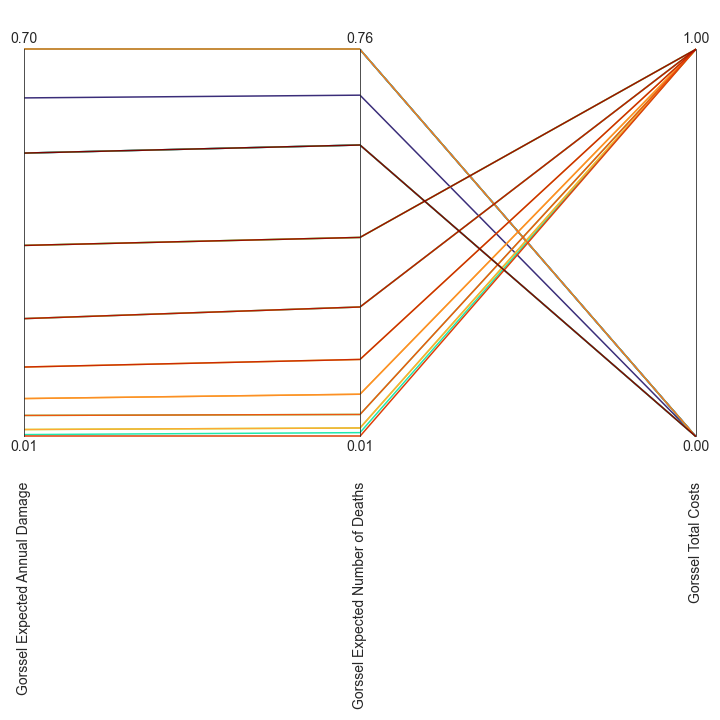 0.70
0.76
1.00
0.01
0.01
0.00
Gorssel Expected Annual Damage
Gorssel Expected Number of Deaths
Gorssel Total Costs